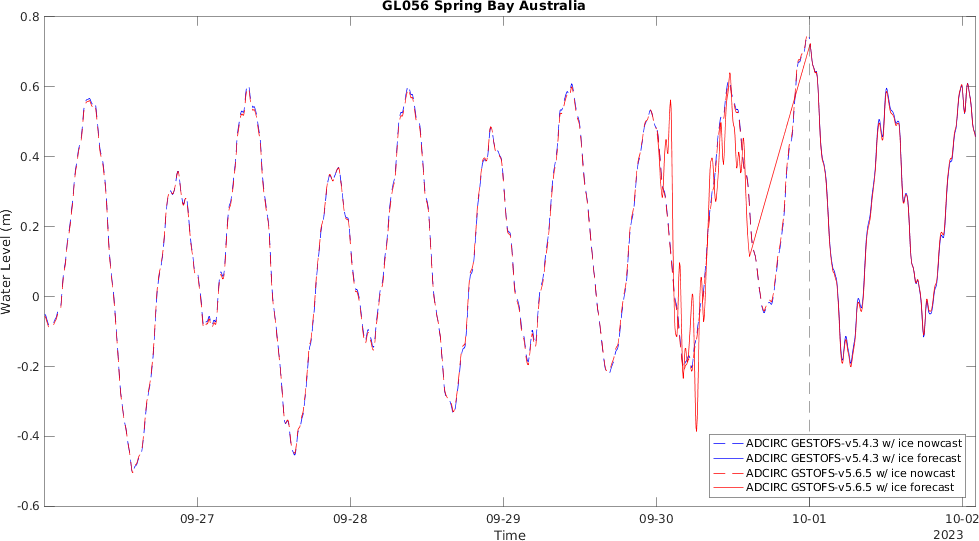 GL056 Spring Bay Australia
0.8
0.6
0.4
0.2
0
-0.2
-0.4
-0.6
Water Level (m)
ADCIRC GESTOFS-v5.4.3 w/ ice nowcast
ADCIRC GESTOFS-v5.4.3 w/ ice forecast
ADCIRC GSTOFS-v5.6.5 w/ ice nowcast
ADCIRC GSTOFS-v5.6.5 w/ ice forecast
09-27
09-28
09-29
09-30
10-01
10-02
Time
2023